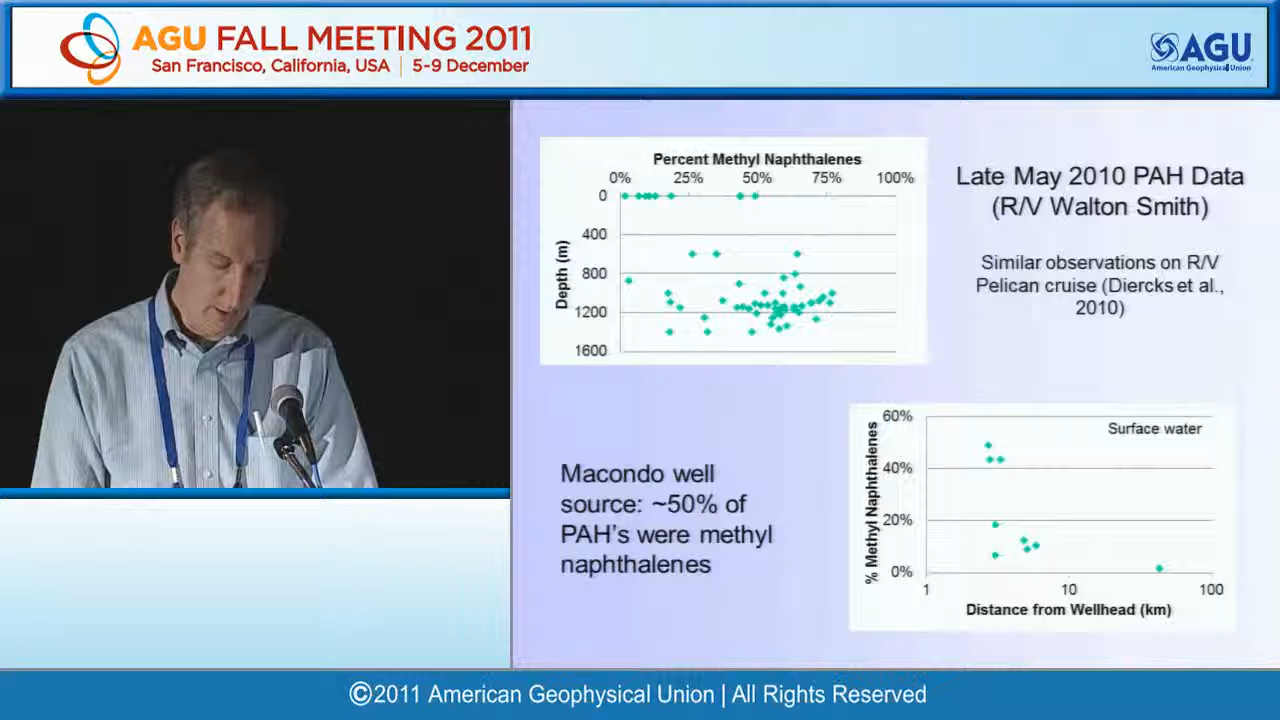 AGU FALL MEETING 2011
San Francisco, California, USA | 5-9 December
AGU
American Geophysical Union
Percent Methyl Naphthalenes
0% 25% 50% 75% 100%
0
400
800
1200
1600
Depth (m)
Late May 2010 PAH Data
(R/V Walton Smith)
Similar observations on R/V
Pelican cruise (Diercks et al.,
2010)
Macondo well
source: ~50% of
PAH's were methyl
naphthalenes
Surface water
60%
40%
20%
0%
% Methyl Naphthalenes
1 10 100
Distance from Wellhead (km)
©2011 American Geophysical Union | All Rights Reserved